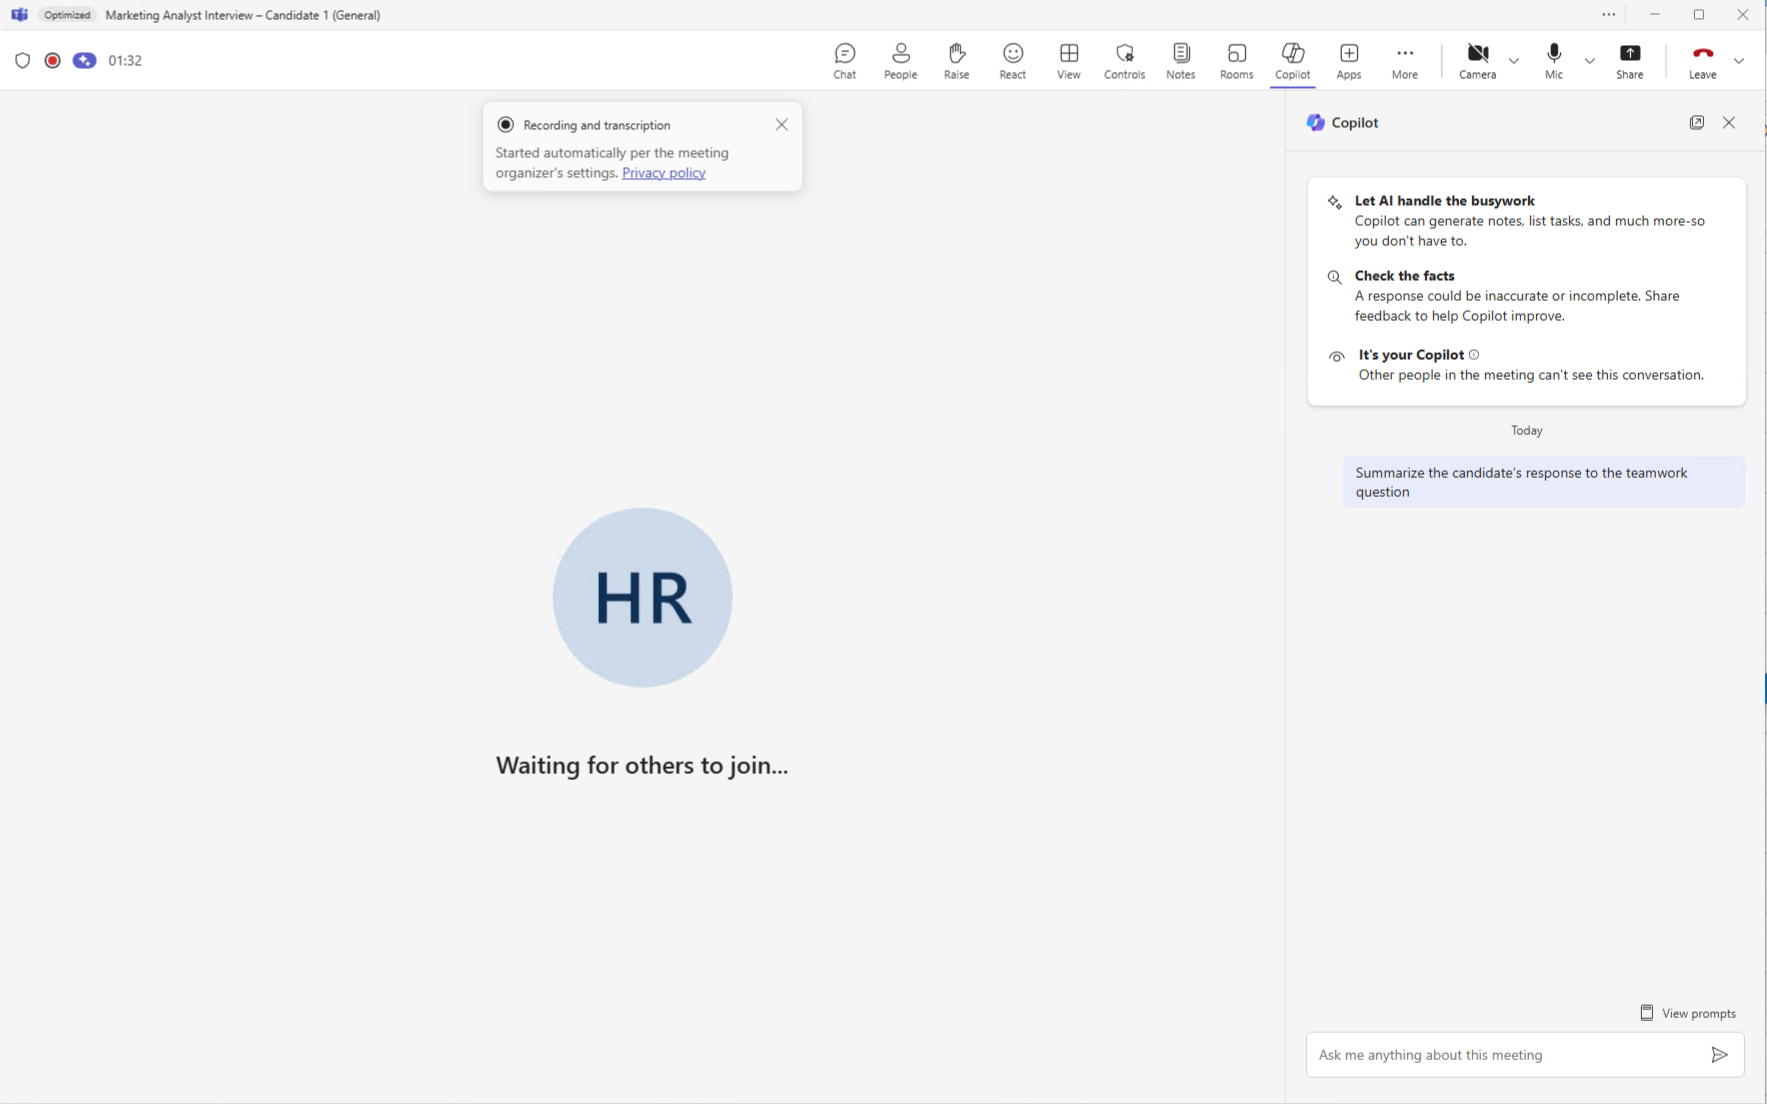 Optimized Marketing Analyst Interview – Candidate 1 (General)
01:32
Chat People Raise React View Controls Notes Rooms Copilot Apps More Camera Mic Share Leave
Recording and transcription
Started automatically per the meeting
organizer's settings. Privacy policy
HR
Waiting for others to join...
Copilot
Let AI handle the busywork
Copilot can generate notes, list tasks, and much more-so
you don't have to.
Check the facts
A response could be inaccurate or incomplete. Share
feedback to help Copilot improve.
It's your Copilot
Other people in the meeting can't see this conversation.
Today
Summarize the candidate's response to the teamwork
question
View prompts
Ask me anything about this meeting